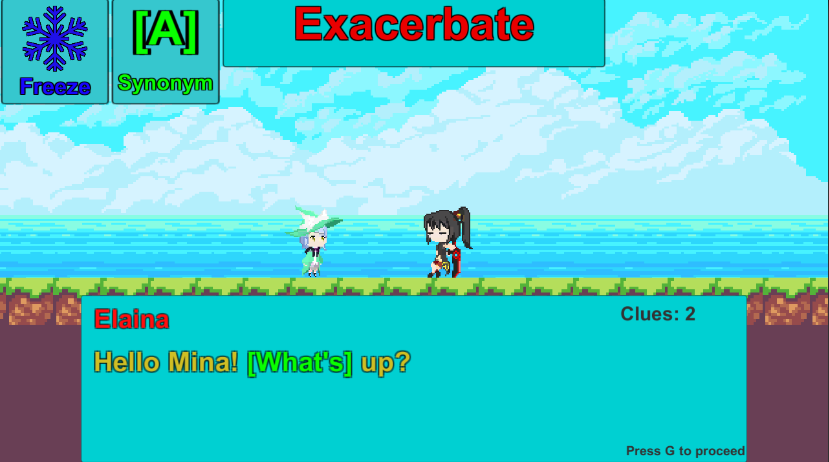 [A]
Freeze
Synonym
Exacerbate
Elaina
Clues: 2
Hello Mina! [What's] up?
Press G to proceed